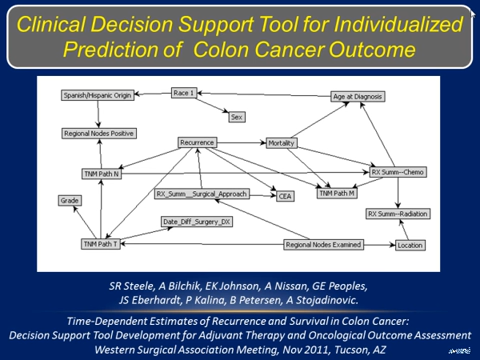 Clinical Decision Support Tool for Individualized
Prediction of Colon Cancer Outcome
Spanish/Hispanic Origin
Race 1
Age at Diagnosis
Sex
Regional Nodes Positive
Recurrence
Mortality
TNM Path N
RX Summ--Chemo
RX_Summ__Surgical_Approach
CEA
TNM Path M
Grade
RX Summ--Radiation
Date_Diff_Surgery_DX
TNM Path T
Regional Nodes Examined
Location
SR Steele, A Bilchik, EK Johnson, A Nissan, GE Peoples,
JS Eberhardt, P Kalina, B Petersen, A Stojadinovic.
Time-Dependent Estimates of Recurrence and Survival in Colon Cancer:
Decision Support Tool Development for Adjuvant Therapy and Oncological Outcome Assessment
Western Surgical Association Meeting, Nov 2011, Tucson, AZ